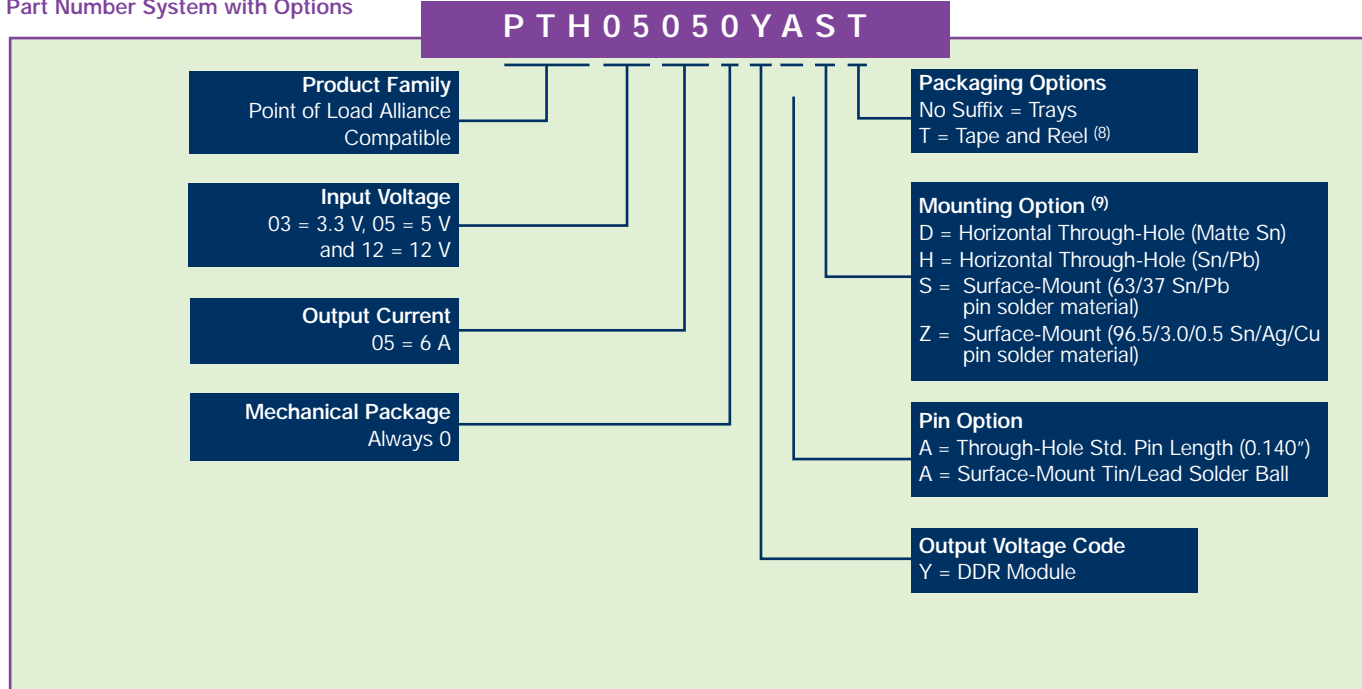 Part Number System with Options
PTH05050YAST
Product Family
Point of Load Alliance
Compatible
Input Voltage
03 = 3.3 V, 05 = 5 V
and 12 = 12 V
Output Current
05 = 6 A
Mechanical Package
Always 0
Packaging Options
No Suffix = Trays
T = Tape and Reel (8)
Mounting Option (9)
D = Horizontal Through-Hole (Matte Sn)
H = Horizontal Through-Hole (Sn/Pb)
S = Surface-Mount (63/37 Sn/Pb
pin solder material)
Z = Surface-Mount (96.5/3.0/0.5 Sn/Ag/Cu
pin solder material)
Pin Option
A = Through-Hole Std. Pin Length (0.140″)
A = Surface-Mount Tin/Lead Solder Ball
Output Voltage Code
Y = DDR Module